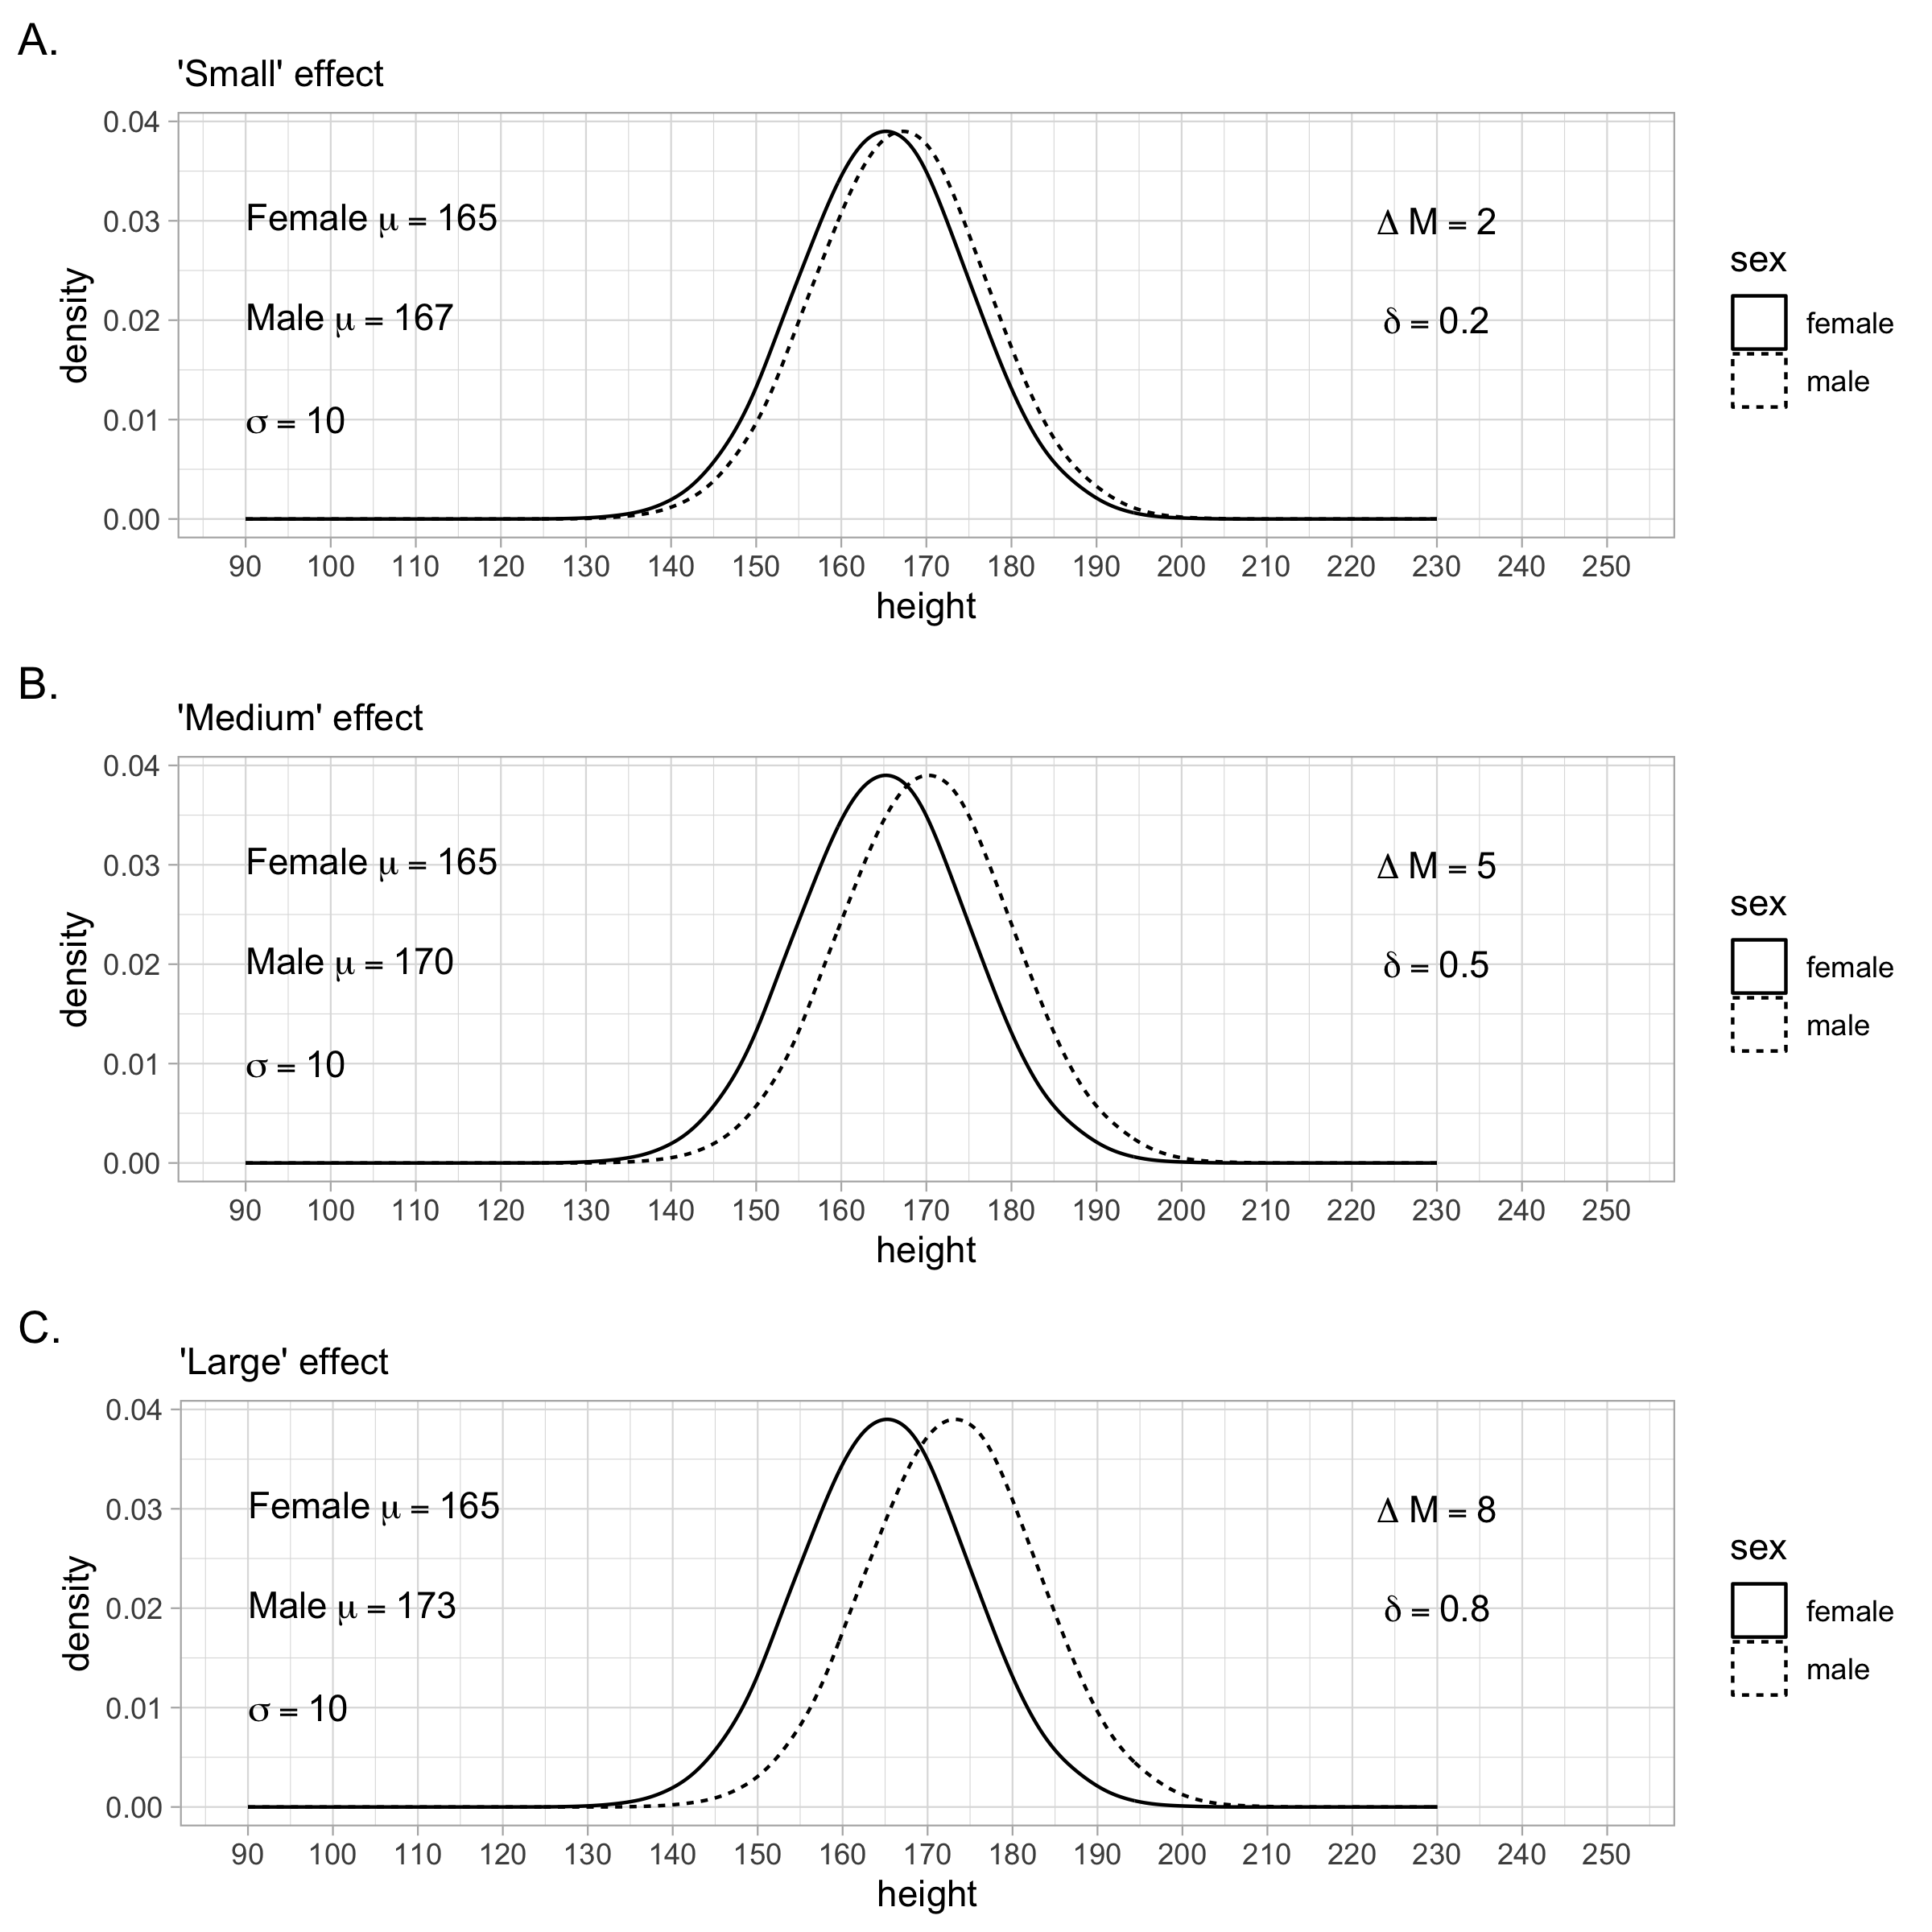 A.
'Small' effect
0.04
0.03
0.02
0.01
0.00
density
Female μ = 165
Male μ = 167
σ = 10
Δ M = 2
δ = 0.2
90 100 110 120 130 140 150 160 170 180 190 200 210 220 230 240 250
height
sex
female
male
B.
'Medium' effect
0.04
0.03
0.02
0.01
0.00
density
Female μ = 165
Male μ = 170
σ = 10
Δ M = 5
δ = 0.5
90 100 110 120 130 140 150 160 170 180 190 200 210 220 230 240 250
height
sex
female
male
C.
'Large' effect
0.04
0.03
0.02
0.01
0.00
density
Female μ = 165
Male μ = 173
σ = 10
Δ M = 8
δ = 0.8
90 100 110 120 130 140 150 160 170 180 190 200 210 220 230 240 250
height
sex
female
male